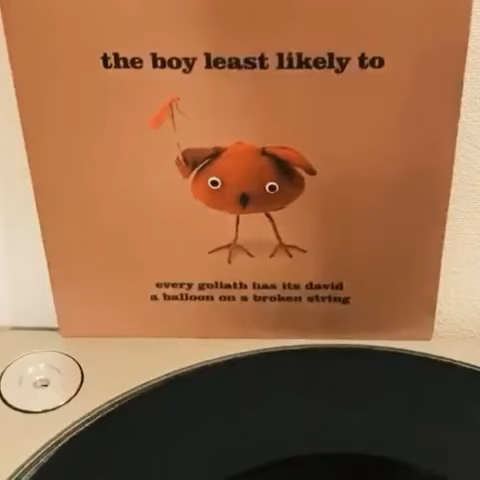 the boy least likely to
every goliath has its david
a balloon on a broken string